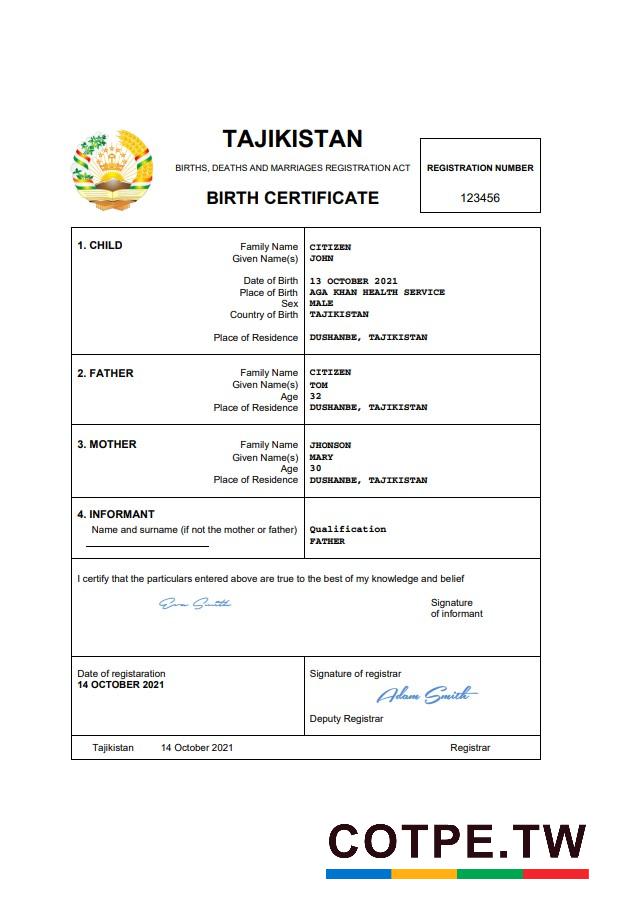 TAJIKISTAN
BIRTHS, DEATHS AND MARRIAGES REGISTRATION ACT
BIRTH CERTIFICATE
REGISTRATION NUMBER
123456
1. CHILD
Family Name CITIZEN
Given Name(s) JOHN
Date of Birth 13 OCTOBER 2021
Place of Birth AGA KHAN HEALTH SERVICE
Sex MALE
Country of Birth TAJIKISTAN
Place of Residence DUSHANBE, TAJIKISTAN
2. FATHER
Family Name CITIZEN
Given Name(s) TOM
Age 32
Place of Residence DUSHANBE, TAJIKISTAN
3. MOTHER
Family Name JHONSON
Given Name(s) MARY
Age 30
Place of Residence DUSHANBE, TAJIKISTAN
4. INFORMANT
Name and surname (if not the mother or father) Qualification
FATHER
I certify that the particulars entered above are true to the best of my knowledge and belief
Eva Smith
Signature
of informant
Date of registaration
14 OCTOBER 2021
Signature of registrar
Adam Smith
Deputy Registrar
Tajikistan 14 October 2021 Registrar
COTPE.TW